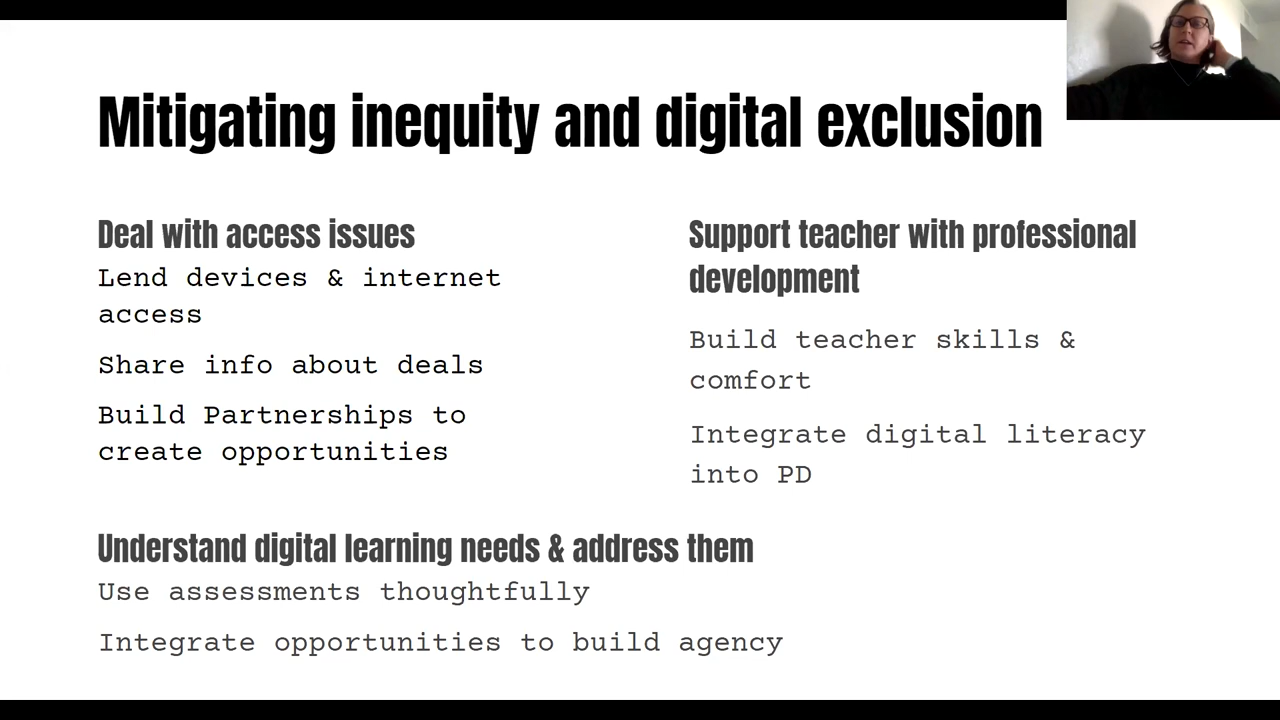 Mitigating inequity and digital exclusion
Deal with access issues
Lend devices & internet
access
Share info about deals
Build Partnerships to
create opportunities
Support teacher with professional
development
Build teacher skills &
comfort
Integrate digital literacy
into PD
Understand digital learning needs & address them
Use assessments thoughtfully
Integrate opportunities to build agency